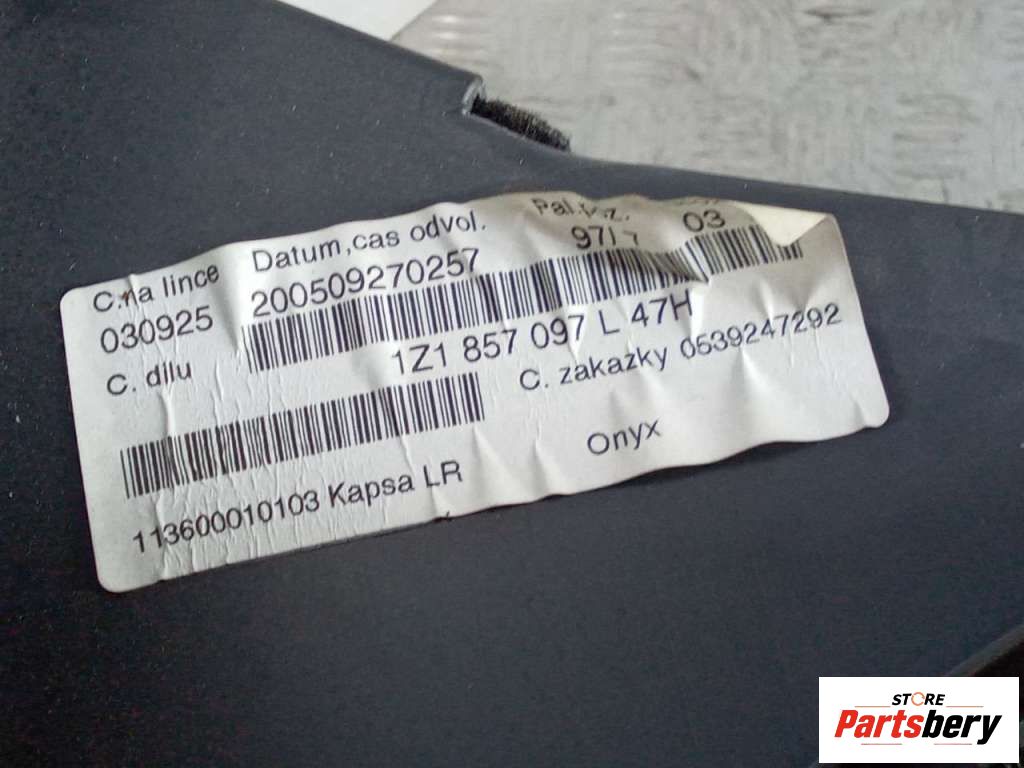 C.na lince Datum,cas odvol. Pal.
030925 200509270257 03
C. dilu 1Z1 857 097 L 47H
C. zakazky 0539247292
113600010103 Kapsa LR Onyx
STORE
Partsbery